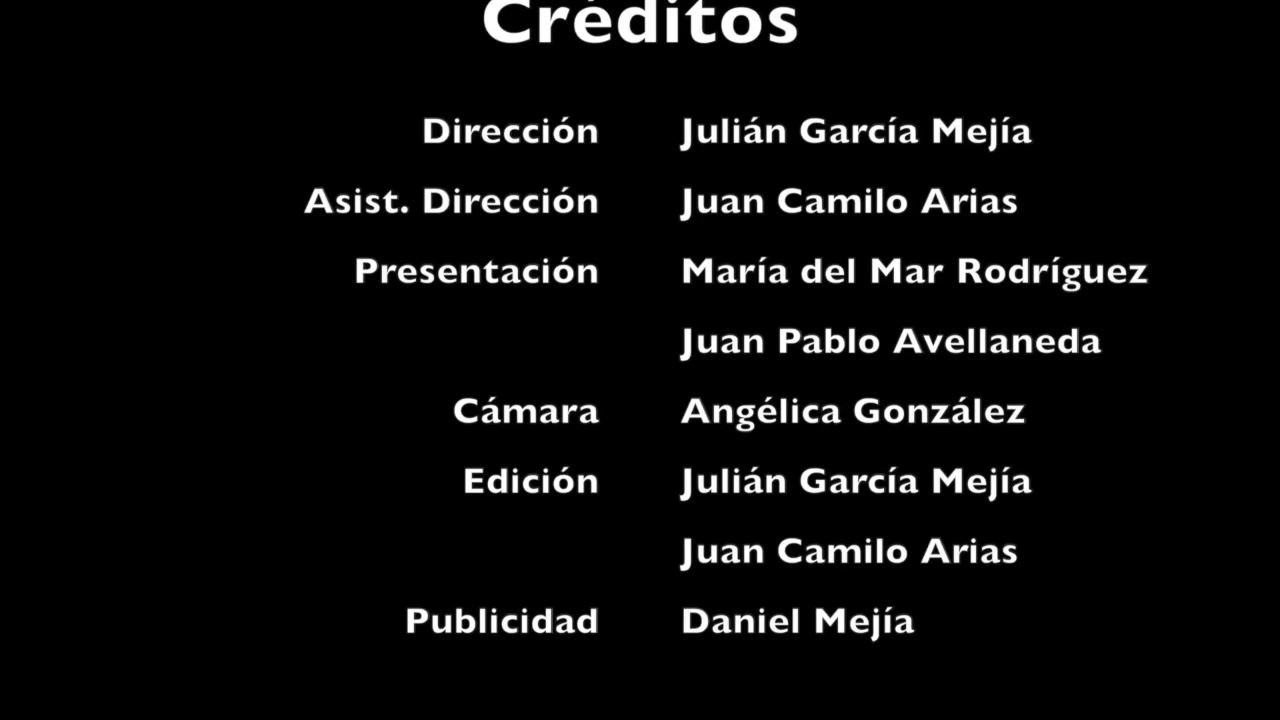 Créditos
Dirección Julián García Mejía
Asist. Dirección Juan Camilo Arias
Presentación María del Mar Rodríguez
Juan Pablo Avellaneda
Cámara Angélica González
Edición Julián García Mejía
Juan Camilo Arias
Publicidad Daniel Mejía